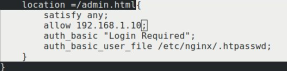 location =/admin.html{
satisfy any;
allow 192.168.1.10;
auth_basic "Login Required";
auth_basic_user_file /etc/nginx/.htpasswd;
}
}